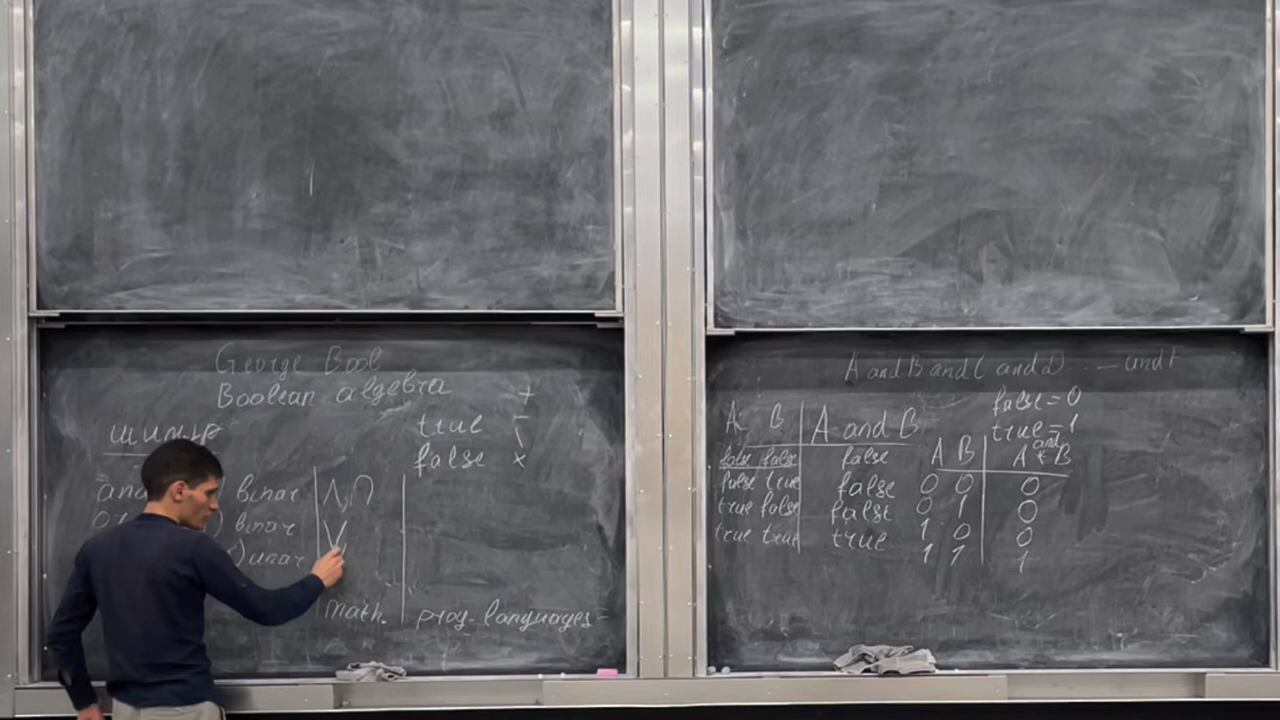 George Bool
Boolean algebra
true
false
+
-
\
*
binar ∧,∩
binar ∨
unar
math. prog. languages
A and B and C and D ... and
false = 0
true = 1
A B | A and B
false false | false
false true | false
true false | false
true true | true
A B | A * B
and
0 0 | 0
0 1 | 0
1 0 | 0
1 1 | 1